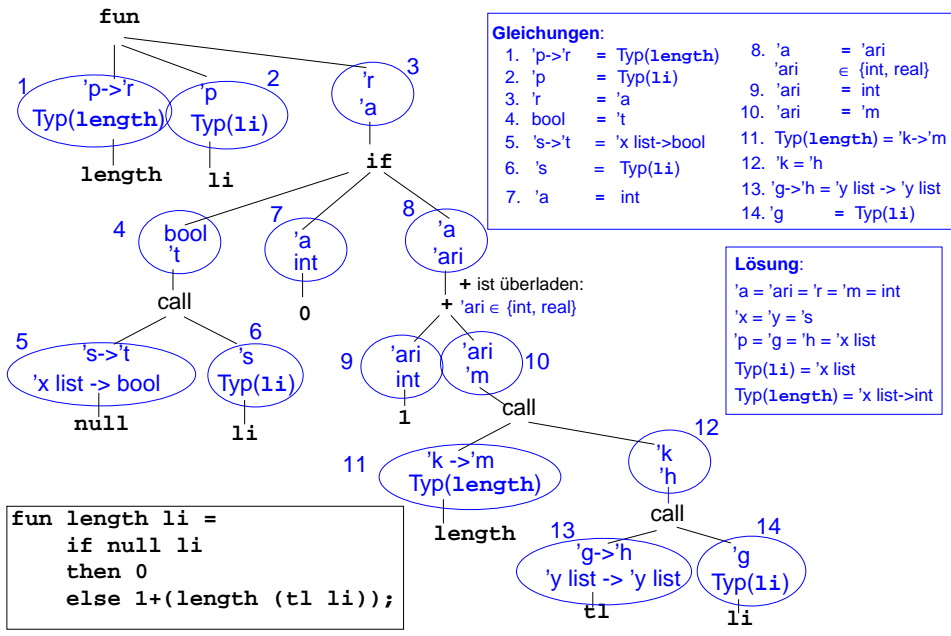 fun
1
’p->’r
Typ(length)
length
’p
2
Typ(li)
li
’r
3
’a
if
4
bool
’t
call
7
’a
int
0
8
’a
’ari
+ ist überladen:
+ ’ari ∈ {int, real}
5
’s->’t
’x list -> bool
null
6
’s
Typ(li)
li
9
’ari
int
1
’ari
10
’m
call
11
’k ->’m
Typ(length)
length
12
’k
’h
call
13
’g->’h
’y list -> ’y list
tl
14
’g
Typ(li)
li
Gleichungen:
1. ’p->’r = Typ(length)
2. ’p = Typ(li)
3. ’r = ’a
4 bool = ’t
5. ’s->’t = ’x list->bool
6. ’s = Typ(li)
7. ’a = int
8. ’a = ’ari
’ari ∈ {int, real}
9. ’ari = int
10. ’ari = ’m
11. Typ(length) = ’k->’m
12. ’k = ’h
13. ’g->’h = ’y list -> ’y list
14. ’g = Typ(li)
Lösung:
’a = ’ari = ’r = ’m = int
’x = ’y = ’s
’p = ’g = ’h = ’x list
Typ(li) = ’x list
Typ(length) = ’x list->int
fun length li =
if null li
then 0
else 1+(length (tl li));